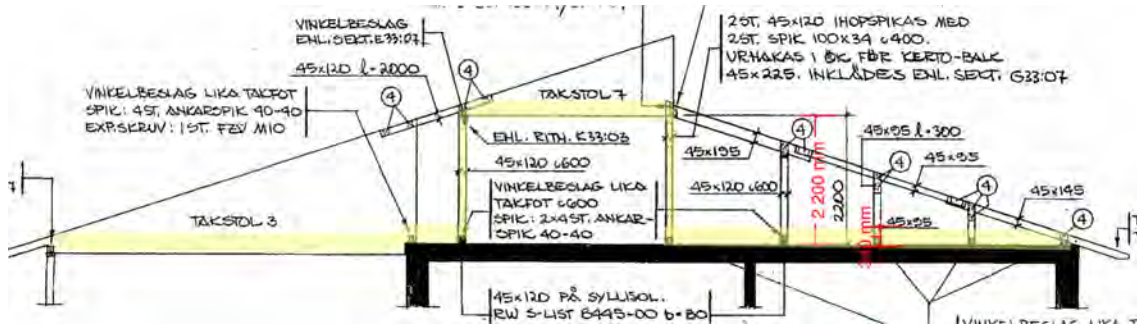 VINKELBESLAG
ENL. SEKT. E33:07
45x120 l=2000
VINKELBESLAG LIKA TAKFOT
SPIK: 4ST. ANKARSPIK 40-40
EXP.SKRUV: 1ST. FZV M10
4
4
TAKSTOL 7
2ST. 45x120 IHOPSPIKAS MED
2ST. SPIK 100x34 c400.
URHAKAS I ÖK FÖR KERTO-BALK
45x225. INKLÄDES ENL. SEKT. G33:07
ENL. RITN. K33:03
45x120 c600
45x195
45x120 c600
4
45x95 l=300
4
45x95
4
45x145
4
2 200 mm
2200
VINKELBESLAG LIKA
TAKFOT c600
SPIK: 2x4ST. ANKAR-
SPIK 40-40
TAKSTOL 3
4
45x95
45x120 PÅ SYLLISOL.
RW S-LIST 8445-00 b=80